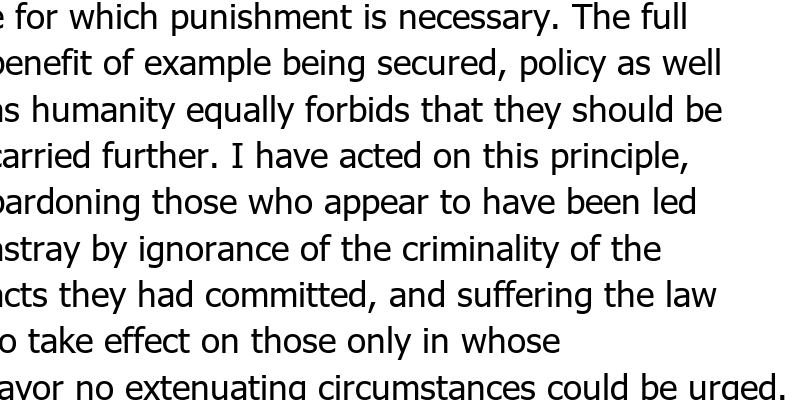 e for which punishment is necessary. The full
benefit of example being secured, policy as well
as humanity equally forbids that they should be
carried further. I have acted on this principle,
pardoning those who appear to have been led
astray by ignorance of the criminality of the
acts they had committed, and suffering the law
to take effect on those only in whose
favor no extenuating circumstances could be urged.